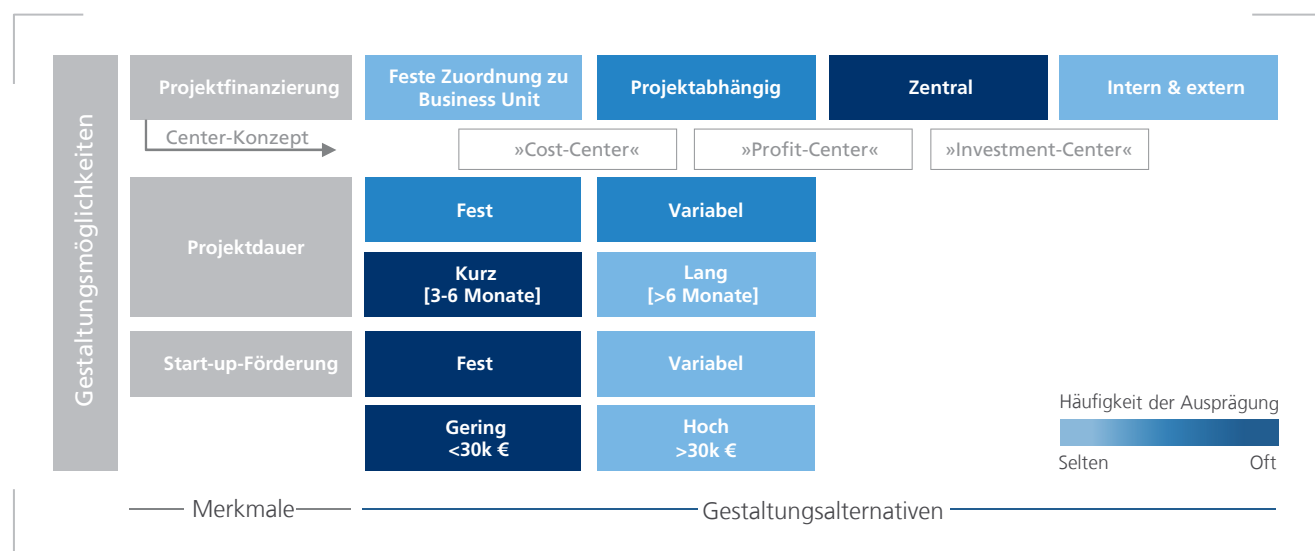 Gestaltungsmöglichkeiten
Projektfinanzierung
Feste Zuordnung zu
Business Unit
Projektabhängig
Zentral
Intern & extern
Center-Konzept
»Cost-Center«
»Profit-Center«
»Investment-Center«
Projektdauer
Fest
Variabel
Kurz
[3-6 Monate]
Lang
[>6 Monate]
Start-up-Förderung
Fest
Variabel
Gering
<30k €
Hoch
>30k €
Häufigkeit der Ausprägung
Selten
Oft
Merkmale
Gestaltungsalternativen